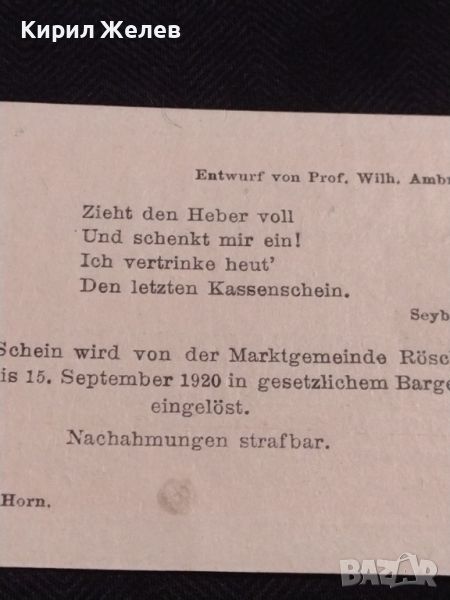 Кирил Желев
Entwurf von Prof. Wilh. Ambr
Zieht den Heber voll
Und schenkt mir ein!
Ich vertrinke heut'
Den letzten Kassenschein.
Seyb
Schein wird von der Marktgemeinde Rösc
is 15. September 1920 in gesetzlichem Barge
eingelöst.
Nachahmungen strafbar.
Horn.
BAZAR